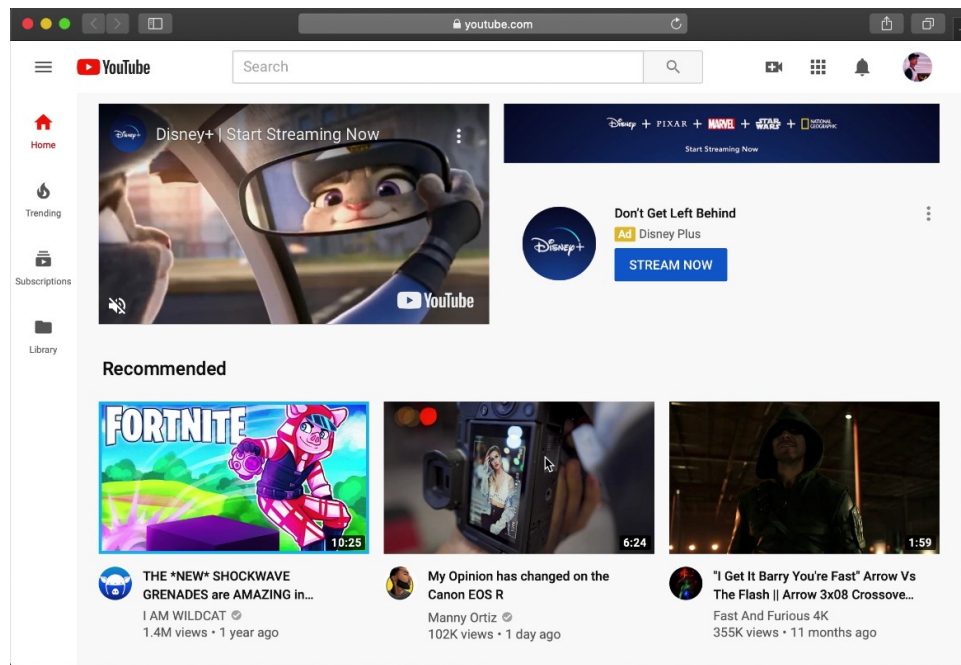 youtube.com
YouTube
Search
Home
Trending
Subscriptions
Library
Disney+
Disney+ | Start Streaming Now
YouTube
Disney + PIXAR + MARVEL + STAR WARS + NATIONAL GEOGRAPHIC
Start Streaming Now
Disney+
Don't Get Left Behind
Ad Disney Plus
STREAM NOW
Recommended
FORTNITE
10:25
6:24
1:59
THE *NEW* SHOCKWAVE
GRENADES are AMAZING in...
I AM WILDCAT
1.4M views • 1 year ago
My Opinion has changed on the
Canon EOS R
Manny Ortiz
102K views • 1 day ago
"I Get It Barry You're Fast" Arrow Vs
The Flash || Arrow 3x08 Crossove...
Fast And Furious 4K
355K views • 11 months ago